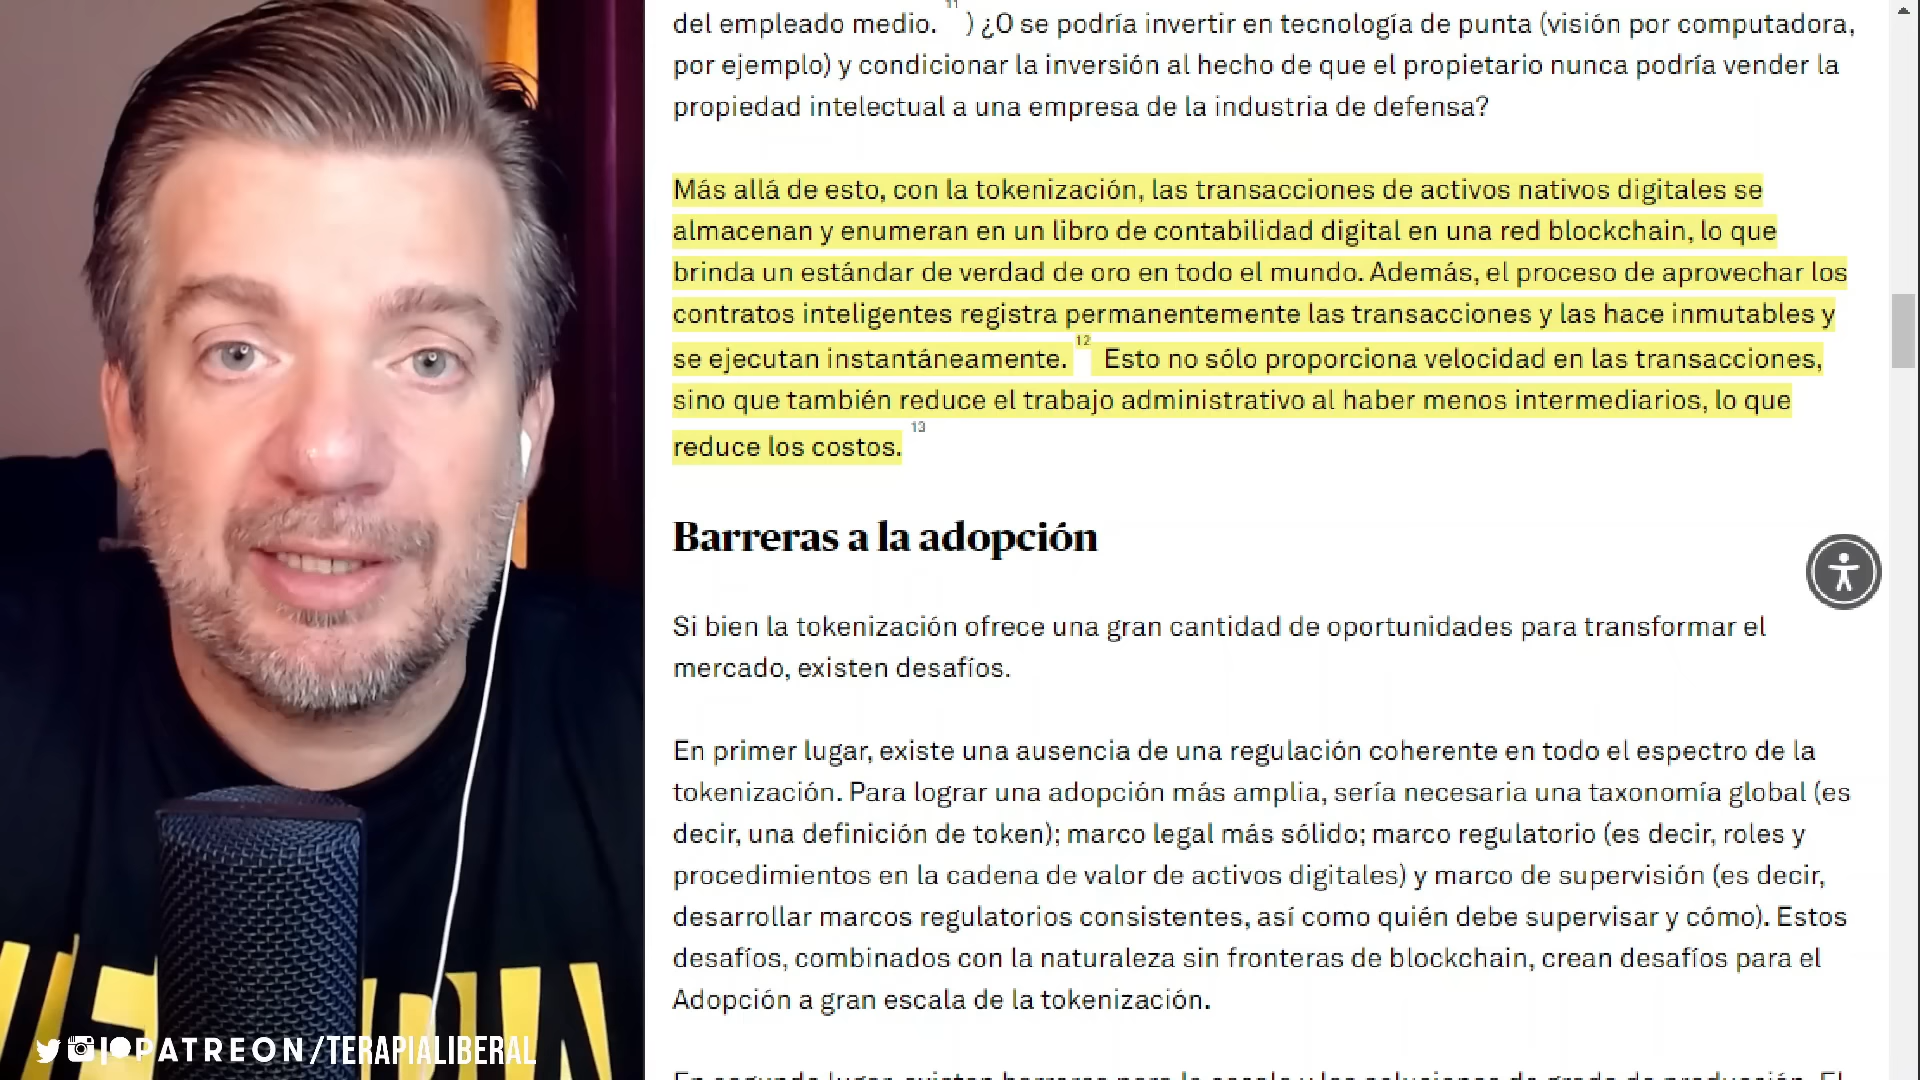 del empleado medio. 11 ) ¿O se podría invertir en tecnología de punta (visión por computadora,
por ejemplo) y condicionar la inversión al hecho de que el propietario nunca podría vender la
propiedad intelectual a una empresa de la industria de defensa?
Más allá de esto, con la tokenización, las transacciones de activos nativos digitales se
almacenan y enumeran en un libro de contabilidad digital en una red blockchain, lo que
brinda un estándar de verdad de oro en todo el mundo. Además, el proceso de aprovechar los
contratos inteligentes registra permanentemente las transacciones y las hace inmutables y
se ejecutan instantáneamente. 12 Esto no sólo proporciona velocidad en las transacciones,
sino que también reduce el trabajo administrativo al haber menos intermediarios, lo que
reduce los costos. 13
Barreras a la adopción
Si bien la tokenización ofrece una gran cantidad de oportunidades para transformar el
mercado, existen desafíos.
En primer lugar, existe una ausencia de una regulación coherente en todo el espectro de la
tokenización. Para lograr una adopción más amplia, sería necesaria una taxonomía global (es
decir, una definición de token); marco legal más sólido; marco regulatorio (es decir, roles y
procedimientos en la cadena de valor de activos digitales) y marco de supervisión (es decir,
desarrollar marcos regulatorios consistentes, así como quién debe supervisar y cómo). Estos
desafíos, combinados con la naturaleza sin fronteras de blockchain, crean desafíos para el
Adopción a gran escala de la tokenización.
PATREON/TERAPIALIBERAL